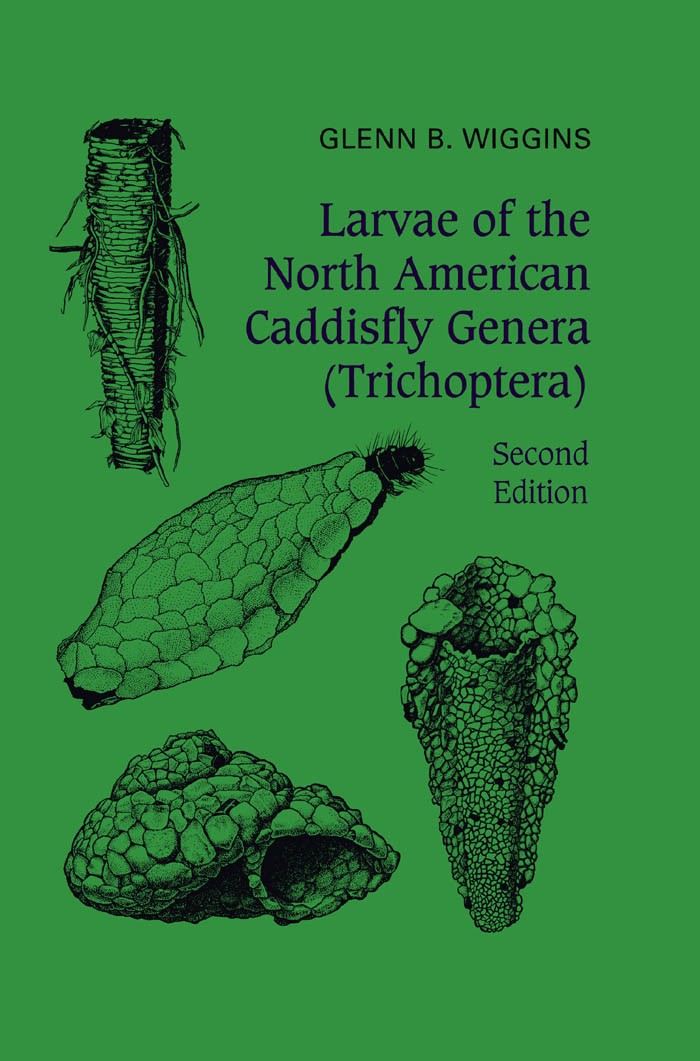 GLENN B. WIGGINS
Larvae of the
North American
Caddisfly Genera
(Trichoptera)
Second
Edition